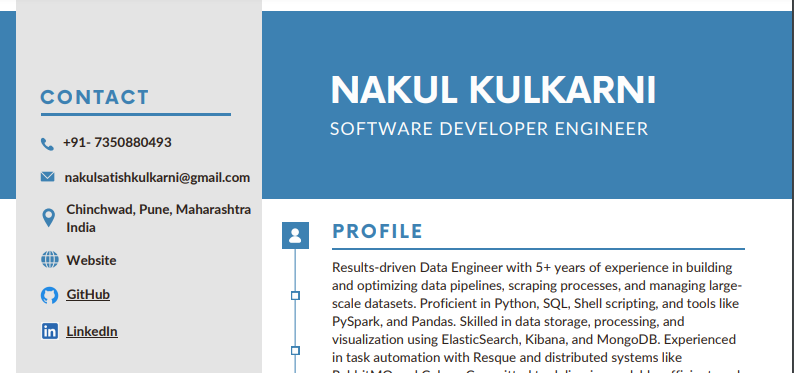 CONTACT
+91- 7350880493
nakulsatishkulkarni@gmail.com
Chinchwad, Pune, Maharashtra
India
Website
GitHub
LinkedIn
NAKUL KULKARNI
SOFTWARE DEVELOPER ENGINEER
PROFILE
Results-driven Data Engineer with 5+ years of experience in building
and optimizing data pipelines, scraping processes, and managing large-
scale datasets. Proficient in Python, SQL, Shell scripting, and tools like
PySpark, and Pandas. Skilled in data storage, processing, and
visualization using ElasticSearch, Kibana, and MongoDB. Experienced
in task automation with Resque and distributed systems like